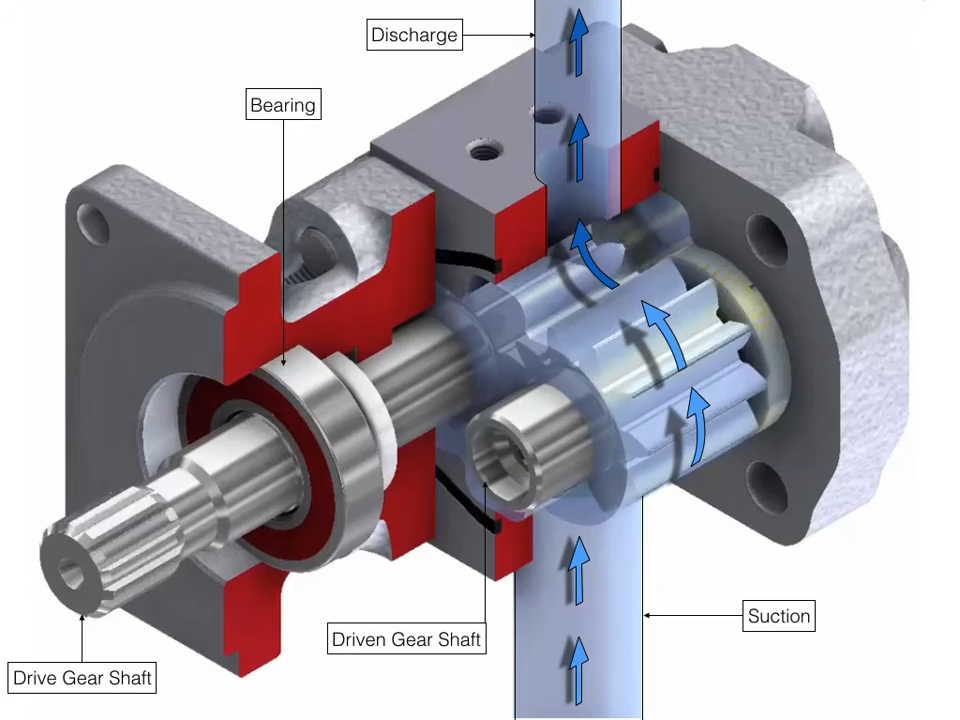 Discharge
Bearing
Suction
Driven Gear Shaft
Drive Gear Shaft